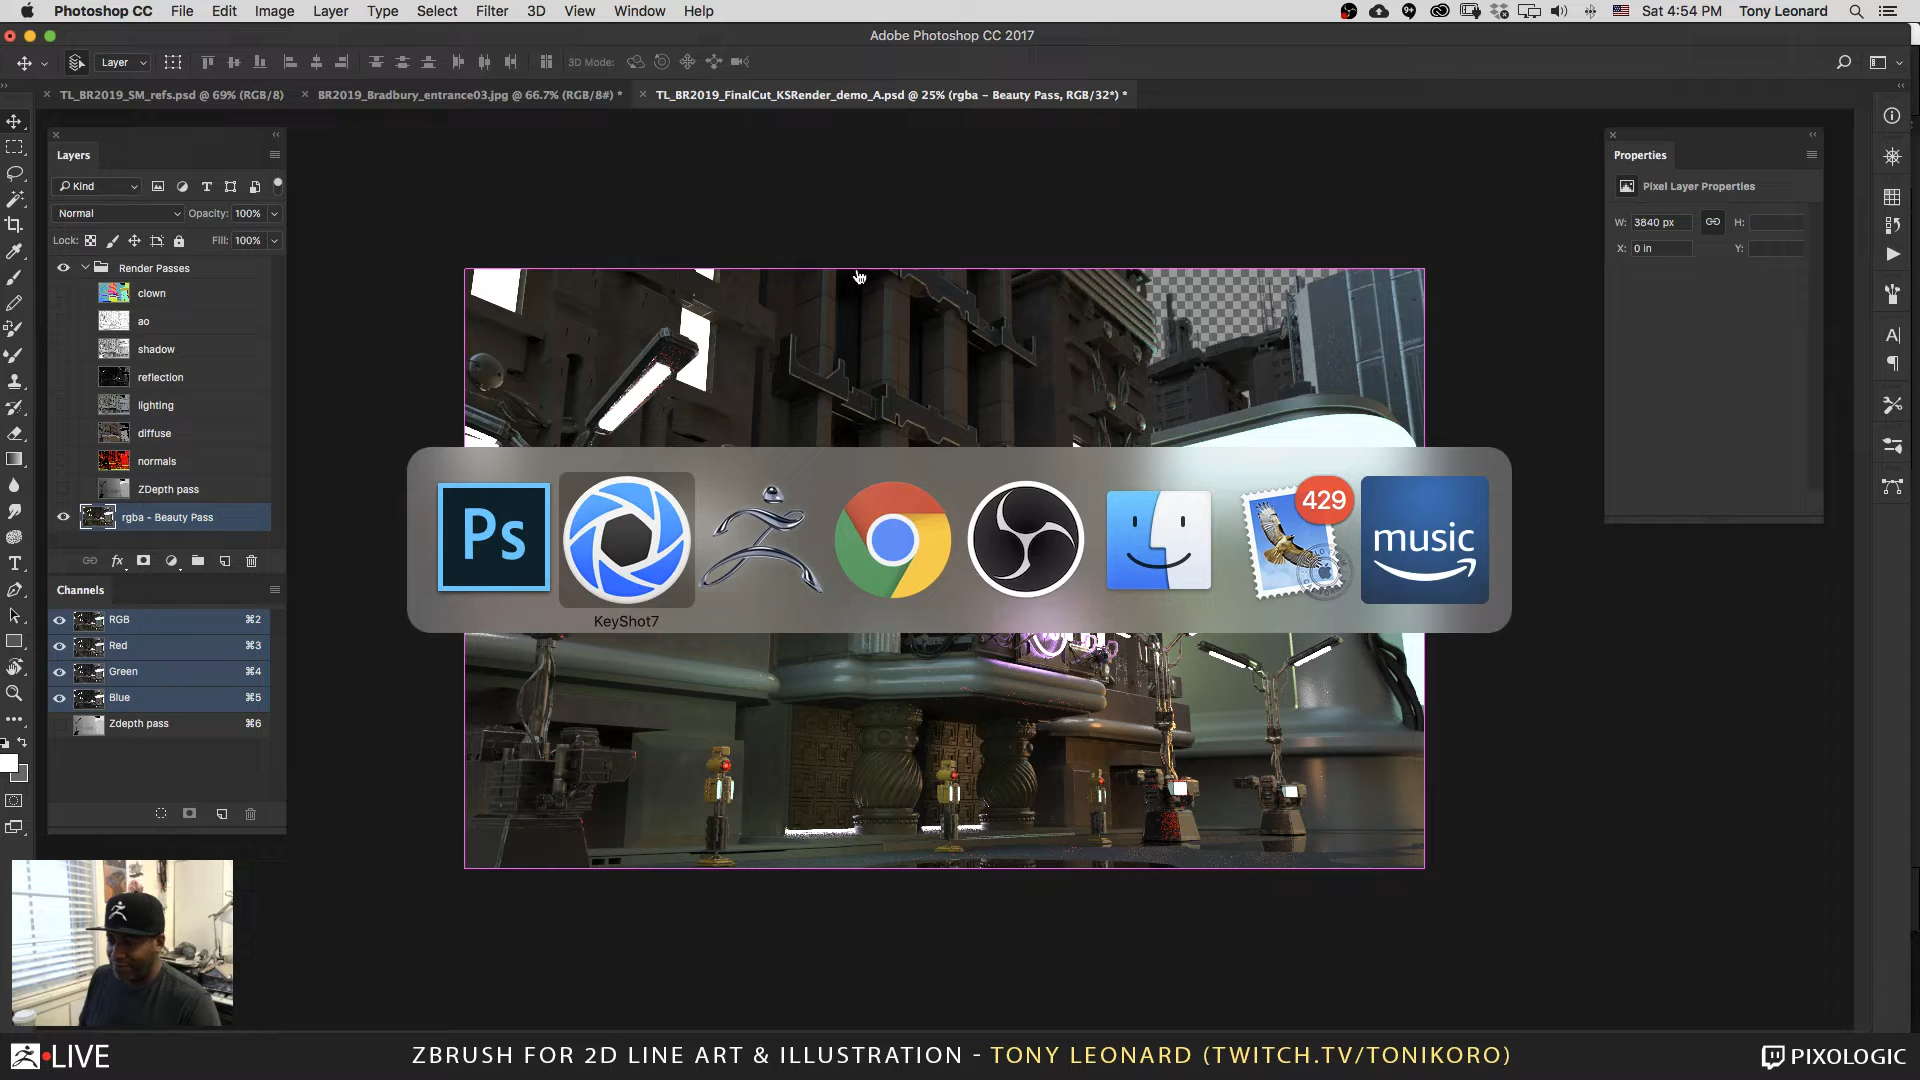 Photoshop CC File Edit Image Layer Type Select Filter 3D View Window Help
9+ Sat 4:54 PM Tony Leonard
Adobe Photoshop CC 2017
Layer 3D Mode:
TL_BR2019_SM_refs.psd @ 69% (RGB/8)
BR2019_Bradbury_entrance03.jpg @ 66.7% (RGB/8#) *
TL_BR2019_FinalCut_KSRender_demo_A.psd @ 25% (rgba - Beauty Pass, RGB/32*) *
Layers
Kind
Normal Opacity: 100%
Lock: Fill: 100%
Render Passes
clown
ao
shadow
reflection
lighting
diffuse
normals
ZDepth pass
rgba - Beauty Pass
fx
Channels
RGB ⌘2
Red ⌘3
Green ⌘4
Blue ⌘5
Zdepth pass ⌘6
Properties
Pixel Layer Properties
W: 3840 px H:
X: 0 in Y:
Ps
429
music
KeyShot7
LIVE
ZBRUSH FOR 2D LINE ART & ILLUSTRATION - TONY LEONARD (TWITCH.TV/TONIKORO)
PIXOLOGIC